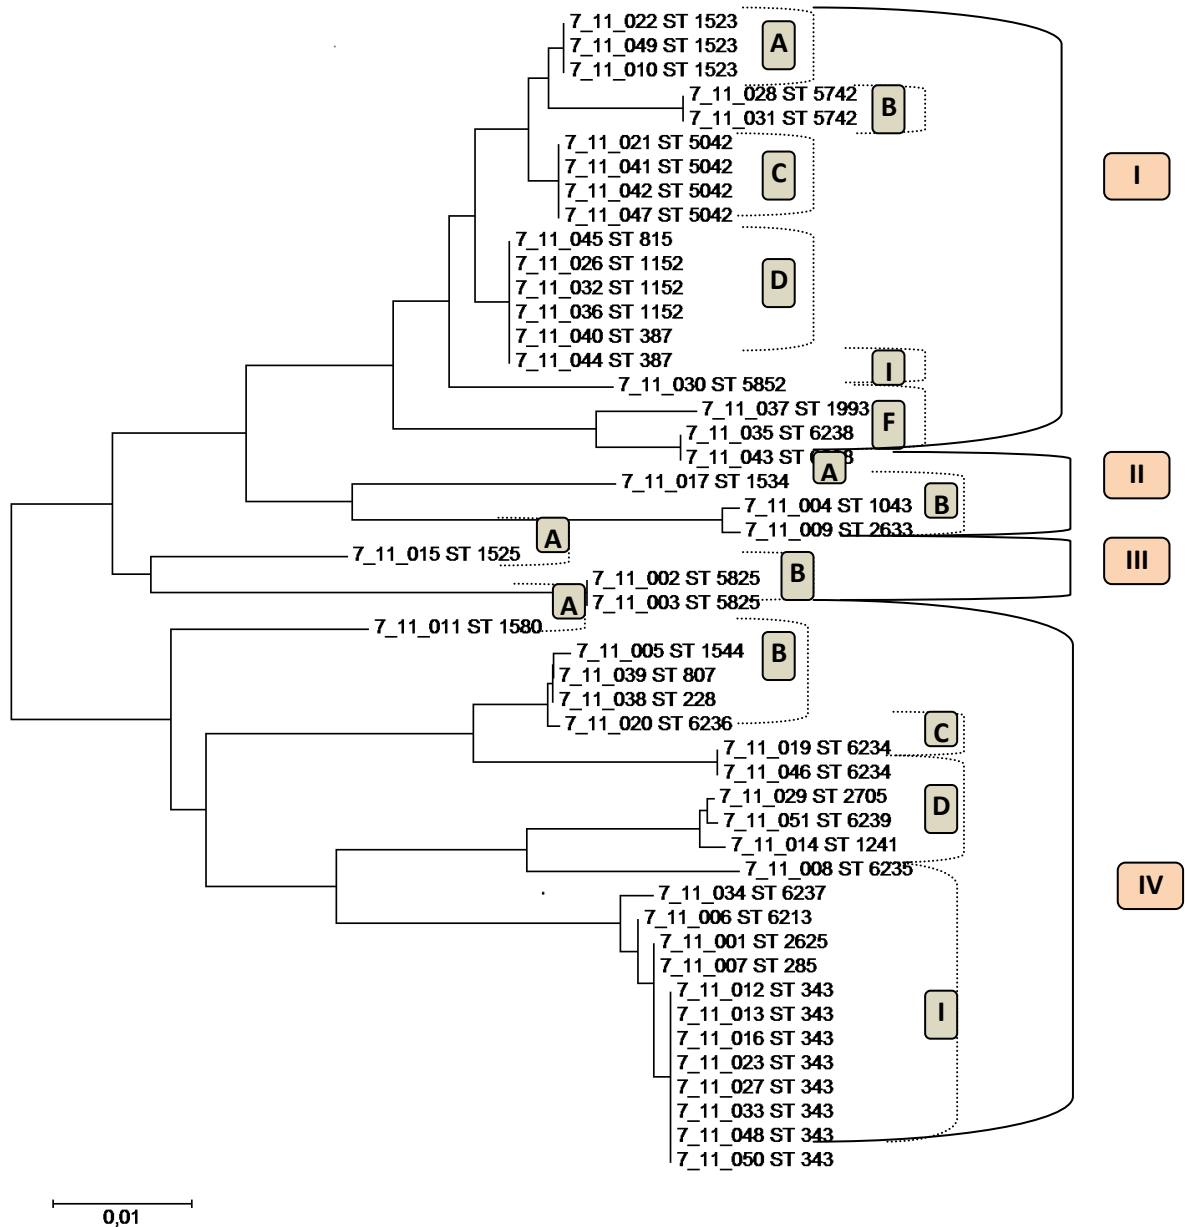 7_11_022 ST 1523
7_11_049 ST 1523
A
7_11_010 ST 1523
7_11_028 ST 5742
B
7_11_031 ST 5742
7_11_021 ST 5042
7_11_041 ST 5042
C
I
7_11_042 ST 5042
7_11_047 ST 5042
7_11_045 ST 815
7_11_026 ST 1152
D
7_11_032 ST 1152
7_11_036 ST 1152
7_11_040 ST 387
7_11_044 ST 387
I
7_11_030 ST 5852
7_11_037 ST 1993
F
7_11_035 ST 6238
7_11_043 ST
A
II
7_11_017 ST 1534
7_11_004 ST 1043
B
7_11_009 ST 2633
A
7_11_015 ST 1525
III
7_11_002 ST 5825
B
7_11_003 ST 5825
A
7_11_011 ST 1580
7_11_005 ST 1544
B
7_11_039 ST 807
7_11_038 ST 228
7_11_020 ST 6236
C
7_11_019 ST 6234
7_11_046 ST 6234
7_11_029 ST 2705
D
7_11_051 ST 6239
7_11_014 ST 1241
7_11_008 ST 6235
IV
7_11_034 ST 6237
7_11_006 ST 6213
7_11_001 ST 2625
7_11_007 ST 285
7_11_012 ST 343
I
7_11_013 ST 343
7_11_016 ST 343
7_11_023 ST 343
7_11_027 ST 343
7_11_033 ST 343
7_11_048 ST 343
7_11_050 ST 343
0,01